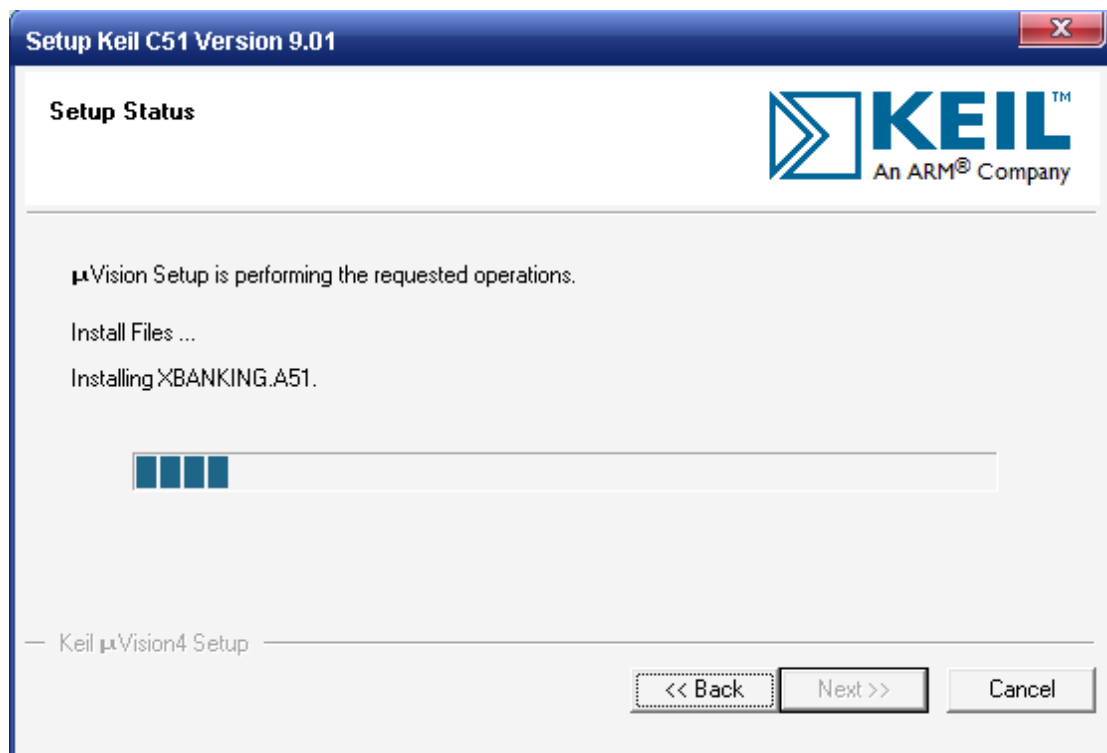 Setup Keil C51 Version 9.01
Setup Status
KEIL™
An ARM® Company
µVision Setup is performing the requested operations.
Install Files ...
Installing XBANKING.A51.
Keil µVision4 Setup
<< Back
Next >>
Cancel